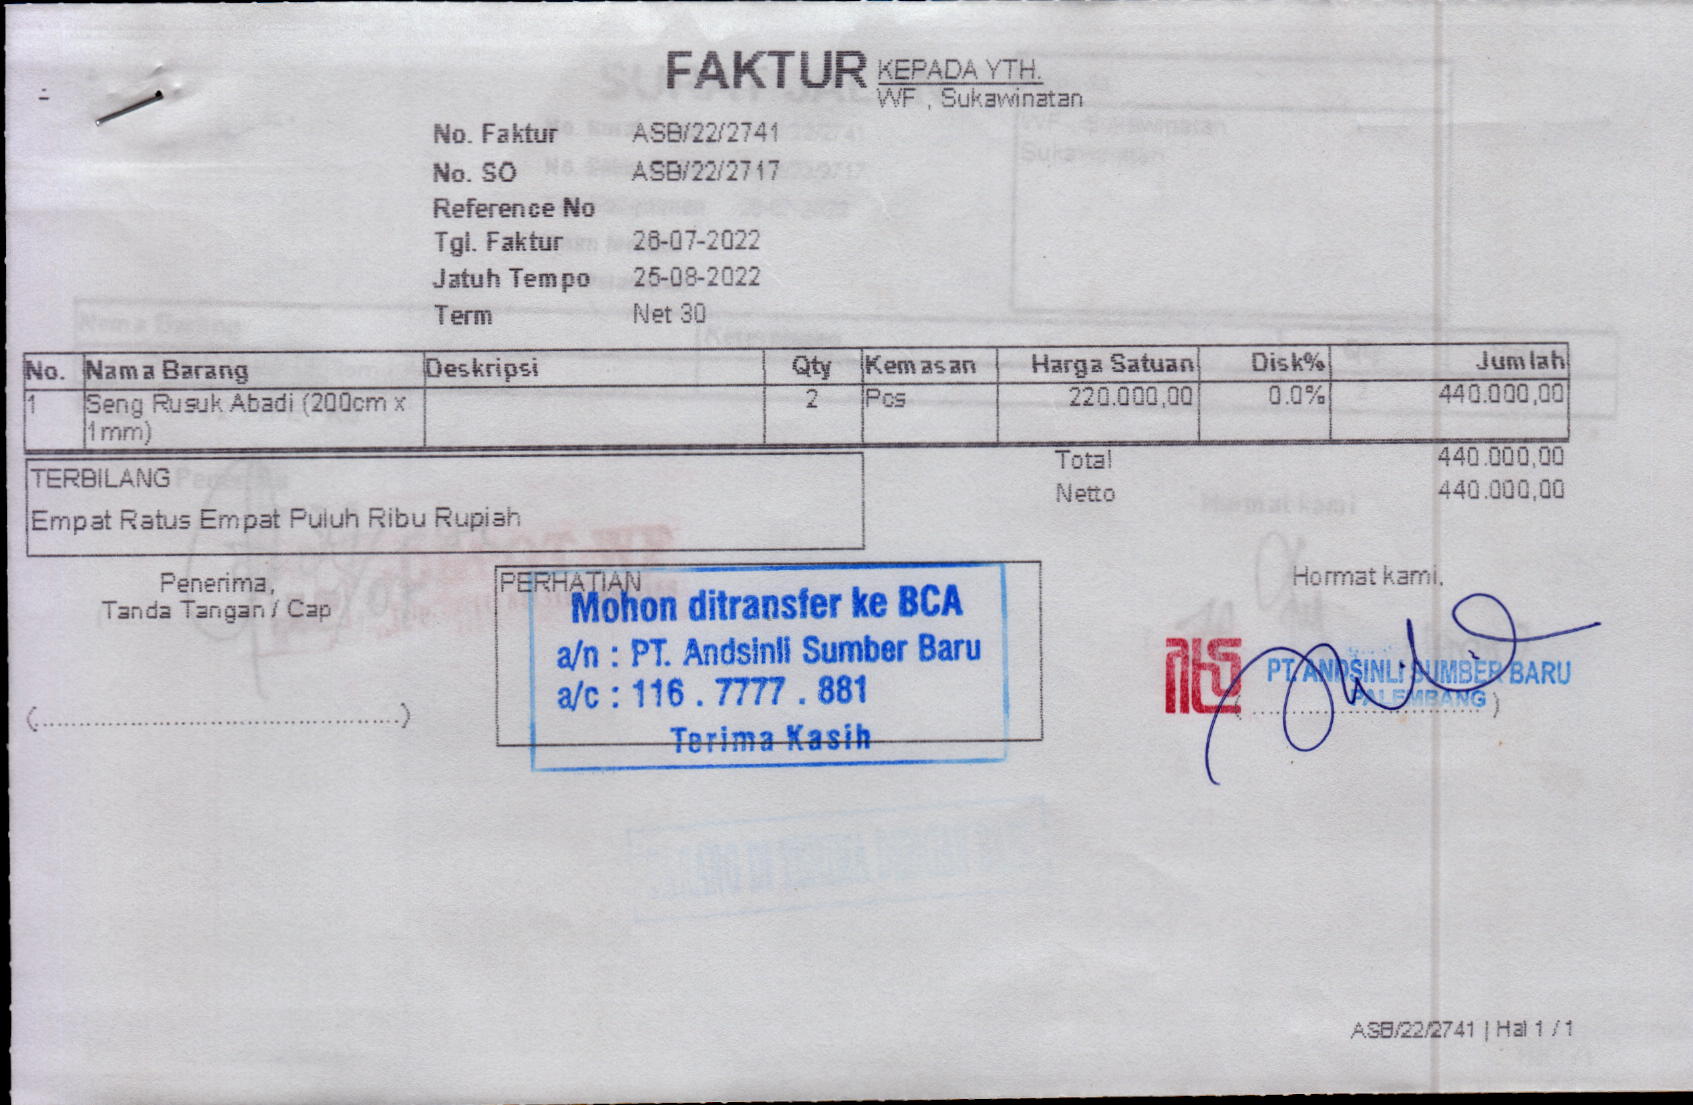 FAKTUR
KEPADA YTH.
WF , Sukawinatan
No. Faktur ASB/22/2741
No. SO ASB/22/2717
Reference No
Tgl. Faktur 26-07-2022
Jatuh Tempo 25-08-2022
Term Net 30
No. Nama Barang Deskripsi Qty Kemasan Harga Satuan Disk% Jumlah
1 Seng Rusuk Abadi (200cm x 2 Pcs 220.000,00 0.0% 440.000,00
1mm)
Total 440.000,00
TERBILANG
Netto 440.000,00
Empat Ratus Empat Puluh Ribu Rupiah
Penerima,
Tanda Tangan / Cap
(............................................)
PERHATIAN
Mohon ditransfer ke BCA
a/n : PT. Andsinli Sumber Baru
a/c : 116 . 7777 . 881
Terima Kasih
Hormat kami,
PT. ANDSINLI SUMBER BARU
PALEMBANG
(............................)
ASB/22/2741 | Hal 1 / 1